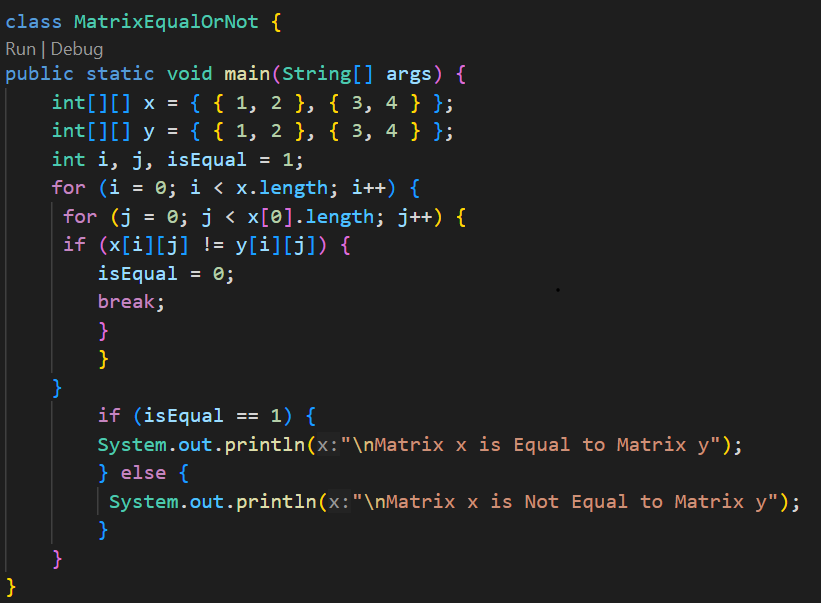 class MatrixEqualOrNot {
Run | Debug
public static void main(String[] args) {
    int[][] x = { { 1, 2 }, { 3, 4 } };
    int[][] y = { { 1, 2 }, { 3, 4 } };
    int i, j, isEqual = 1;
    for (i = 0; i < x.length; i++) {
     for (j = 0; j < x[0].length; j++) {
     if (x[i][j] != y[i][j]) {
        isEqual = 0;
        break;
        }
        }
    }
        if (isEqual == 1) {
        System.out.println(x:"\nMatrix x is Equal to Matrix y");
        } else {
         System.out.println(x:"\nMatrix x is Not Equal to Matrix y");
        }
    }
}